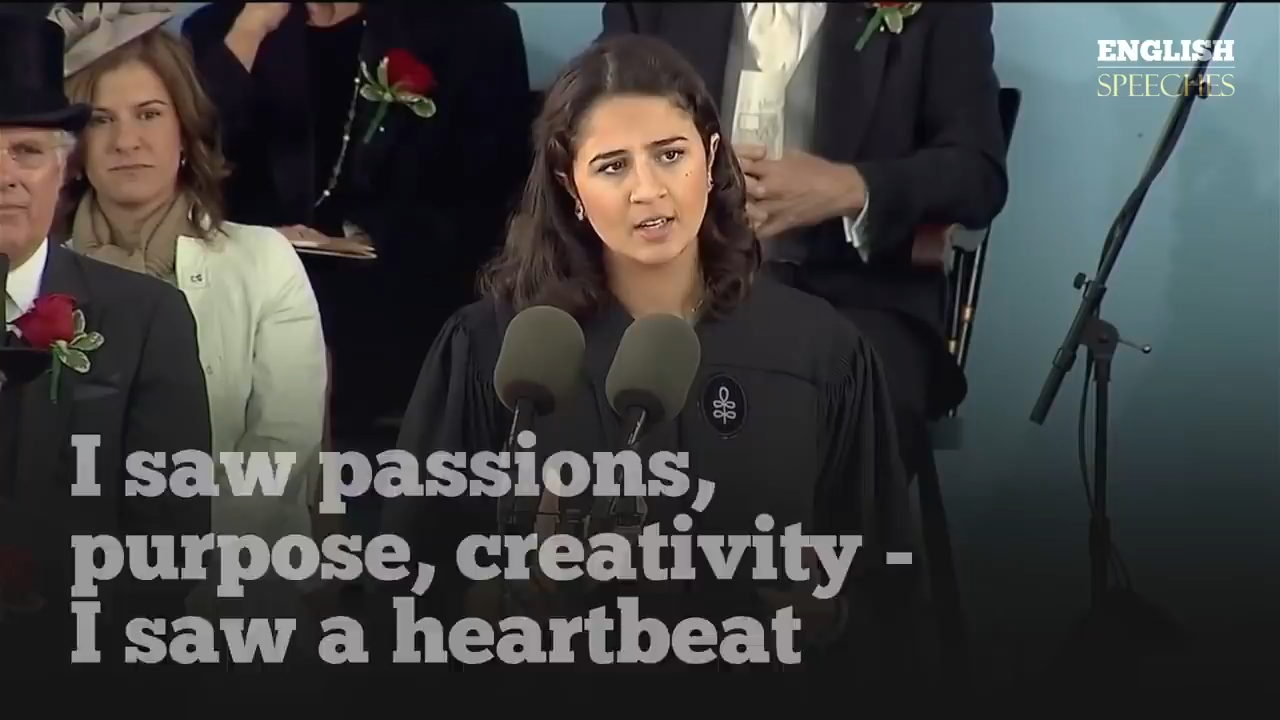 ENGLISH
SPEECHES
I saw passions,
purpose, creativity -
I saw a heartbeat